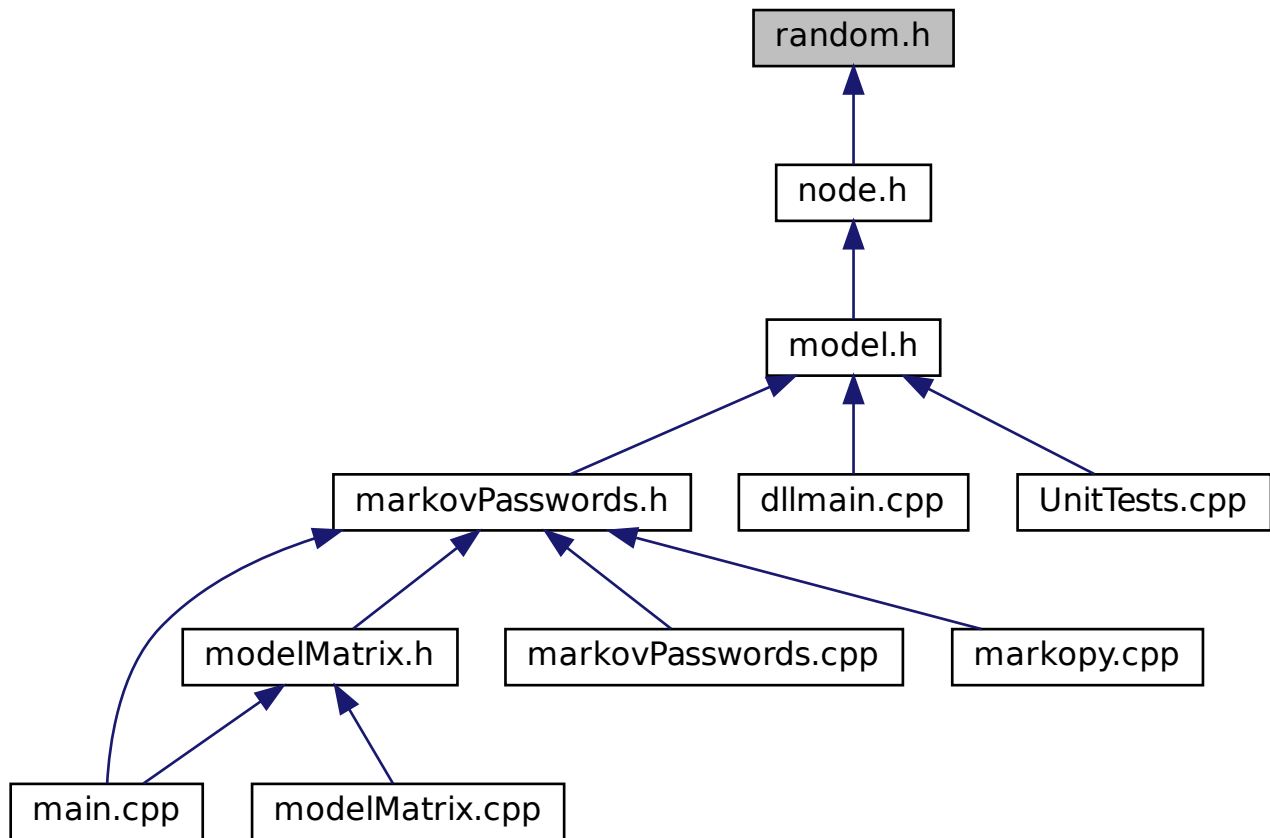 random.h
node.h
model.h
markovPasswords.h
dllmain.cpp
UnitTests.cpp
modelMatrix.h
markovPasswords.cpp
markopy.cpp
main.cpp
modelMatrix.cpp